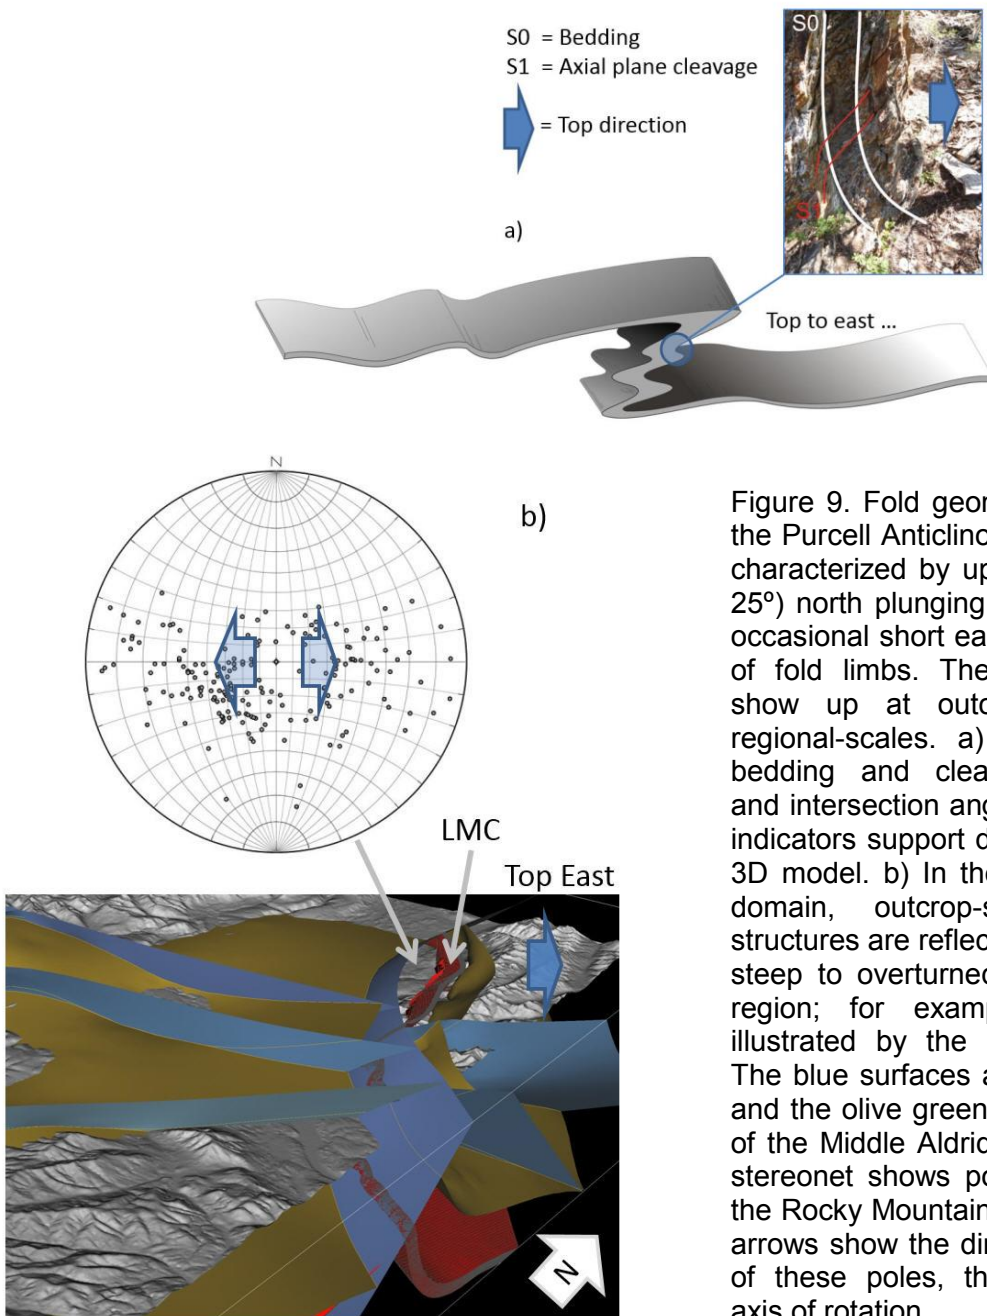 S0 = Bedding
S1 = Axial plane cleavage
= Top direction
S0
S1
a)
Top to east ...
N
b)
LMC
Top East
N
Figure 9. Fold geor
the Purcell Anticlino
characterized by up
25º) north plunging
occasional short ea
of fold limbs. The
show up at outc
regional-scales. a)
bedding and clea
and intersection ang
indicators support d
3D model. b) In the
domain, outcrop-s
structures are reflec
steep to overturned
region; for examp
illustrated by the
The blue surfaces a
and the olive green
of the Middle Aldrid
stereonet shows po
the Rocky Mountain
arrows show the dir
of these poles, th
axis of rotation